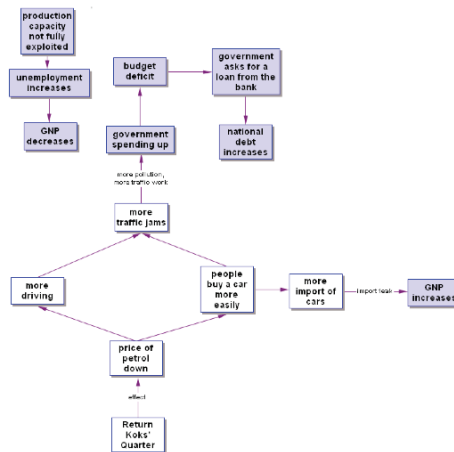 production
capacity
not fully
exploited
unemployment
increases
GNP
decreases
budget
deficit
government
asks for a
loan from the
bank
government
spending up
national
debt
increases
more pollution,
more traffic work
more
traffic jams
more
driving
people
buy a car
more
easily
more
import of
cars
import leak
GNP
increases
price of
petrol
down
effect
Return
Koks'
Quarter